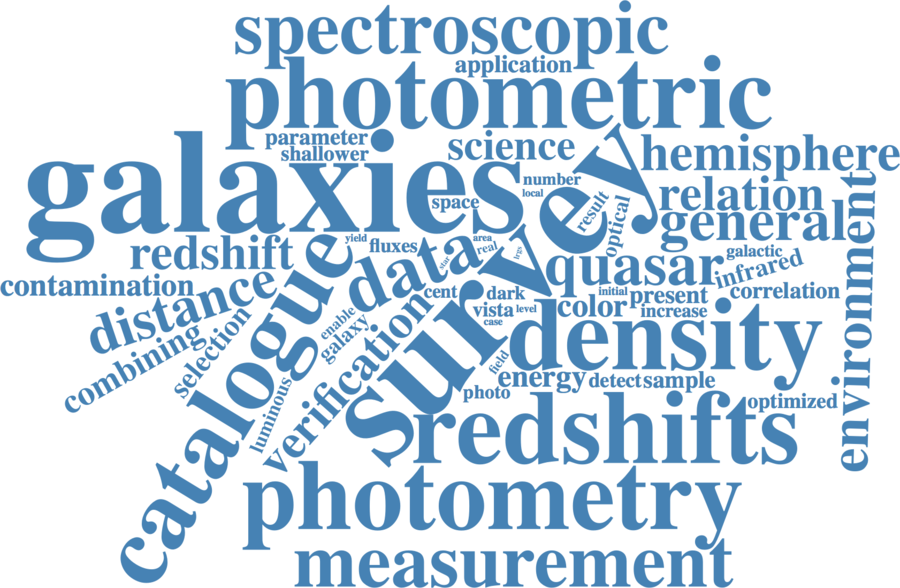 spectroscopic
application
photometric
parameter
shallower
science
hemisphere
galaxies
survey
number
local
space
result
optical
relation
general
environment
redshift
yield
fluxes
data
area
real
star
lrgs
quasar
galactic
infrared
contamination
distance
catalogue
cent
dark
vista
level
case
color
initial
present
increase
correlation
combining
selection
enable
galaxy
verification
density
field
energy
detect
sample
photo
luminous
optimized
redshifts
photometry
measurement